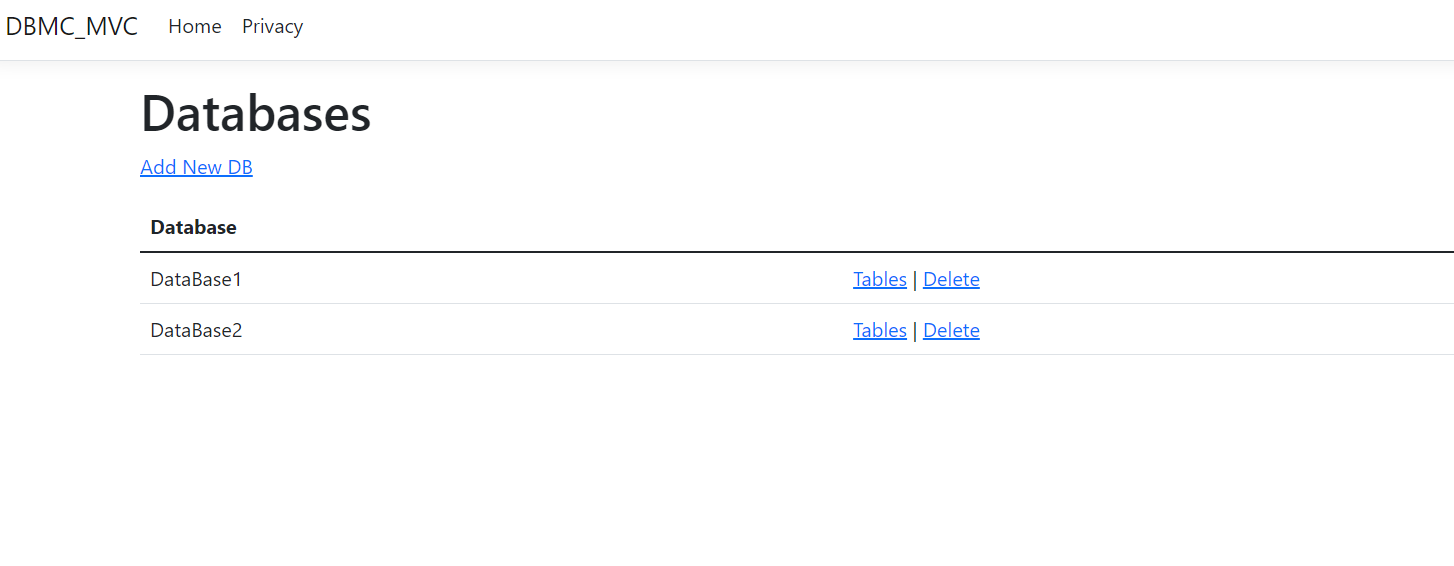 DBMC_MVC Home Privacy
Databases
Add New DB
Database
DataBase1 Tables | Delete
DataBase2 Tables | Delete